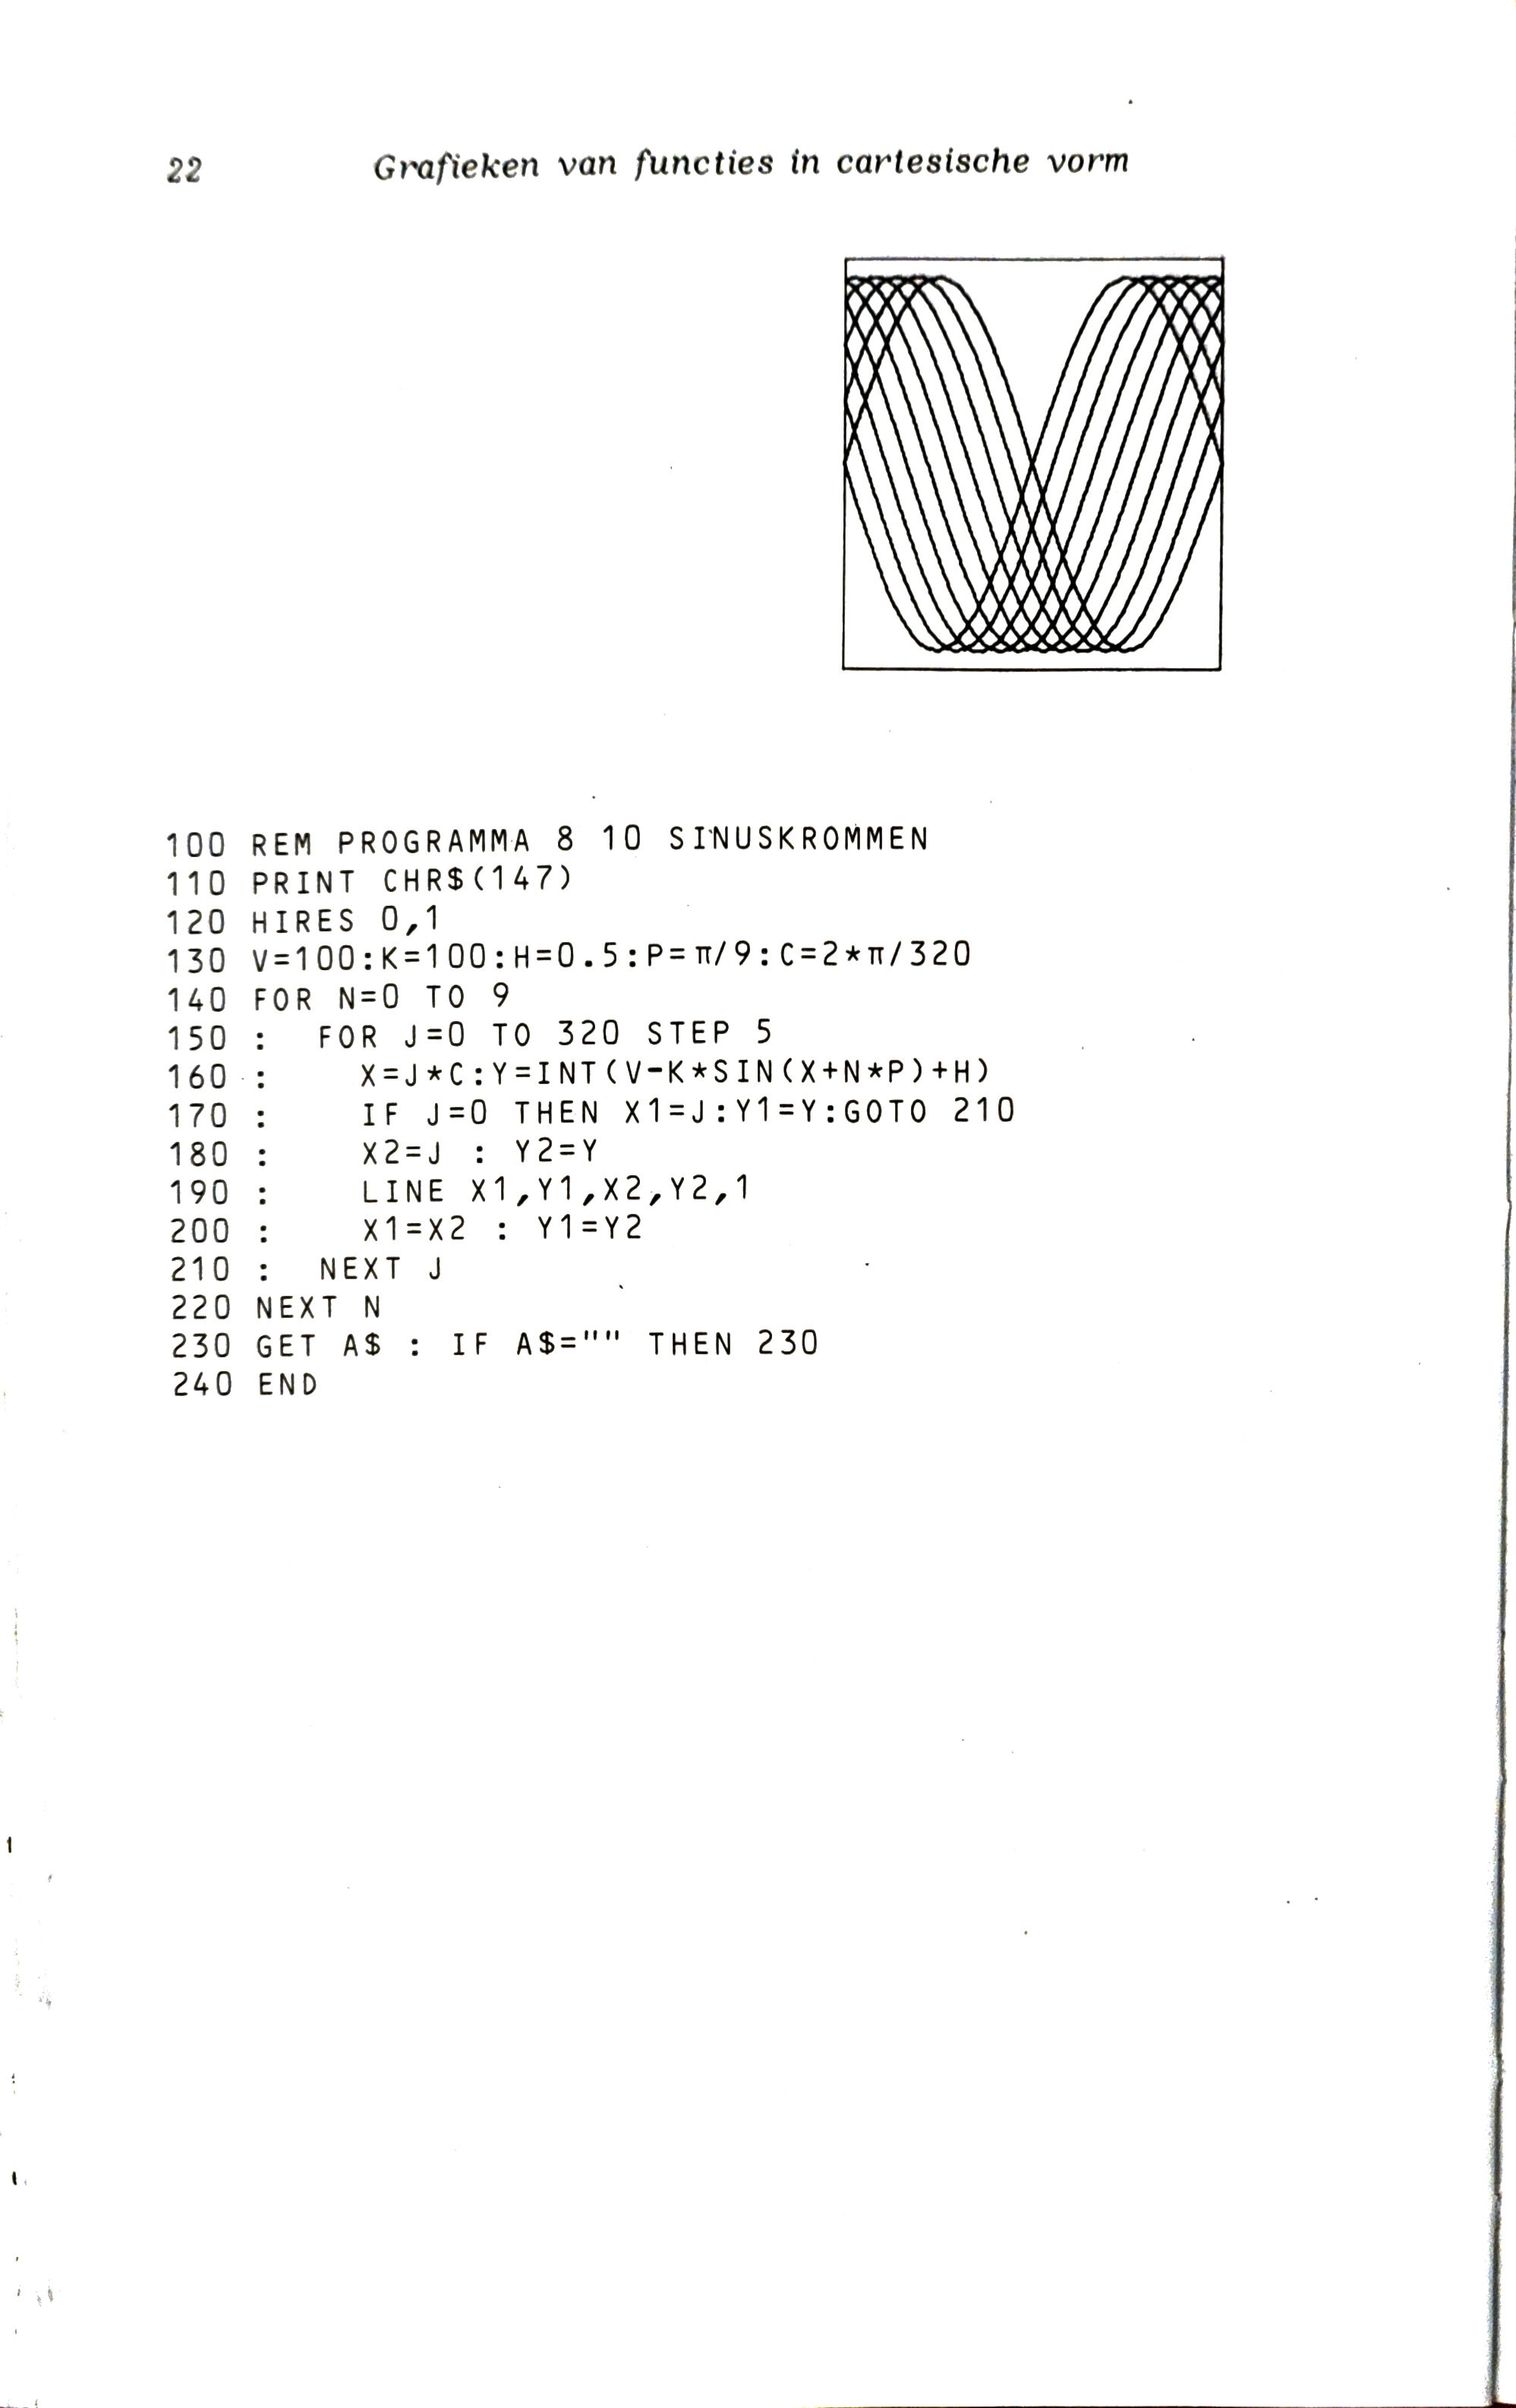 22 Grafieken van functies in cartesische vorm
100 REM PROGRAMMA 8 10 SINUSKROMMEN
110 PRINT CHR$(147)
120 HIRES 0,1
130 V=100:K=100:H=0.5:P=π/9:C=2*π/320
140 FOR N=0 TO 9
150 :  FOR J=0 TO 320 STEP 5
160 :    X=J*C:Y=INT(V-K*SIN(X+N*P)+H)
170 :    IF J=0 THEN X1=J:Y1=Y:GOTO 210
180 :    X2=J : Y2=Y
190 :    LINE X1,Y1,X2,Y2,1
200 :    X1=X2 : Y1=Y2
210 :  NEXT J
220 NEXT N
230 GET A$ : IF A$="" THEN 230
240 END